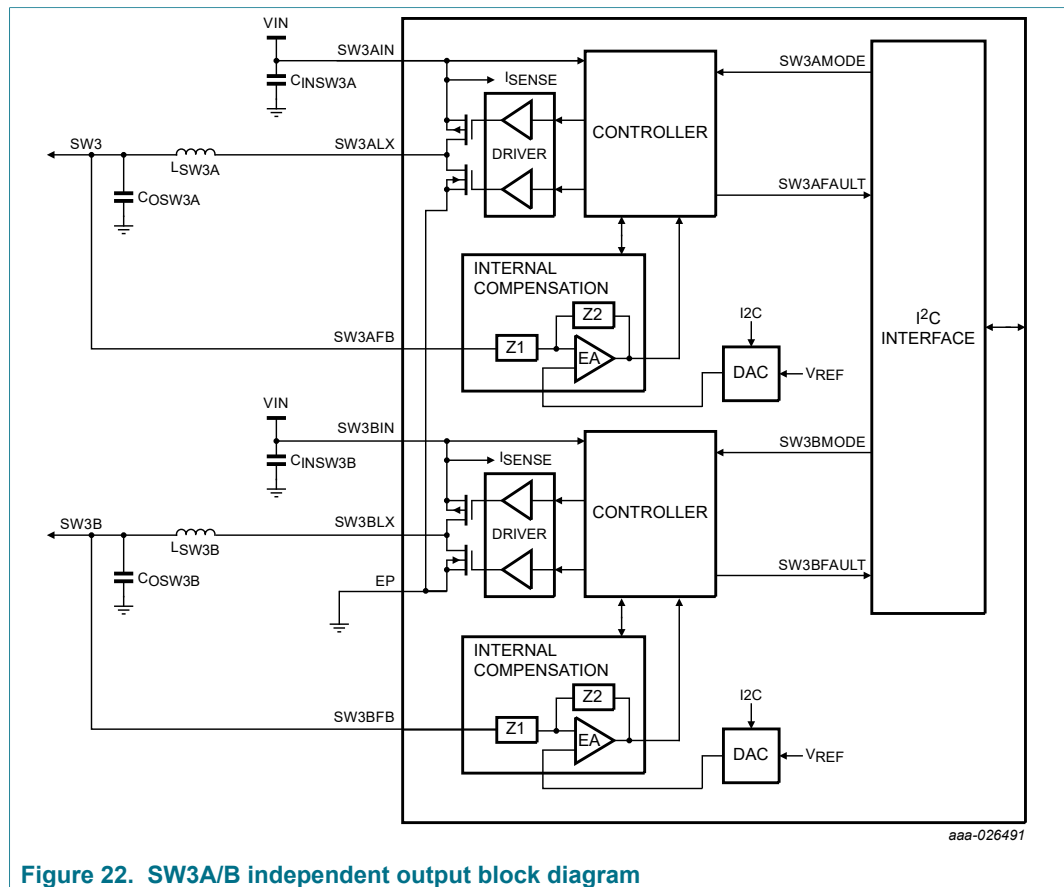 VIN
SW3AIN
CINSW3A
ISENSE
SW3AMODE
CONTROLLER
SW3
SW3ALX
DRIVER
LSW3A
COSW3A
SW3AFAULT
INTERNAL
COMPENSATION
Z2
I2C
I2C
INTERFACE
SW3AFB
Z1
EA
DAC
VREF
VIN
SW3BIN
CINSW3B
ISENSE
SW3BMODE
CONTROLLER
SW3B
SW3BLX
DRIVER
LSW3B
COSW3B
EP
SW3BFAULT
INTERNAL
COMPENSATION
Z2
I2C
SW3BFB
Z1
EA
DAC
VREF
aaa-026491
Figure 22. SW3A/B independent output block diagram